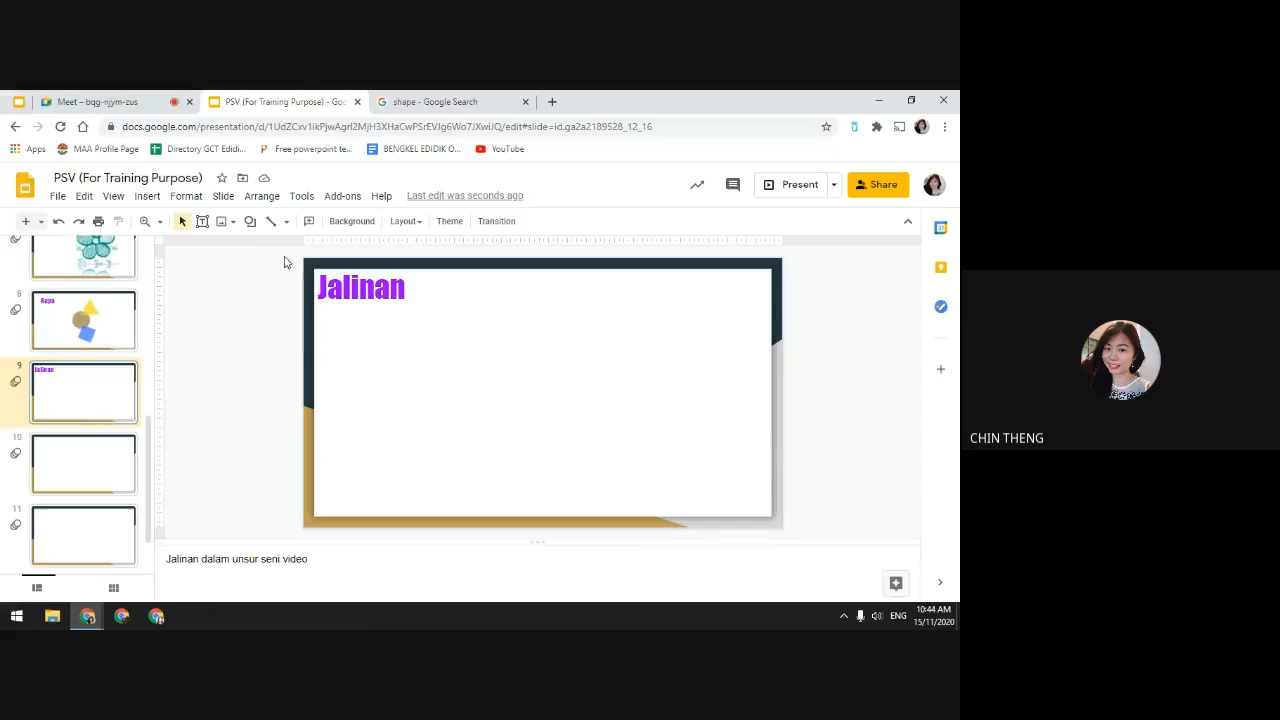 Meet – bqg-njym-zus
PSV (For Training Purpose) - Goo
shape - Google Search
docs.google.com/presentation/d/1UdZCxv1ikPjwAgrl2MjH3XHaCwPSrEVJg6Wo7JXwiJQ/edit#slide=id.ga2a2189528_12_16
Apps
MAA Profile Page
Directory GCT Edidi...
Free powerpoint te...
BENGKEL EDIDIK O...
YouTube
PSV (For Training Purpose)
Present
Share
File Edit View Insert Format Slide Arrange Tools Add-ons Help Last edit was seconds ago
Background Layout Theme Transition
8
Rupa
9
Jalinan
10
11
Jalinan
Jalinan dalam unsur seni video
CHIN THENG
ENG
10:44 AM
15/11/2020